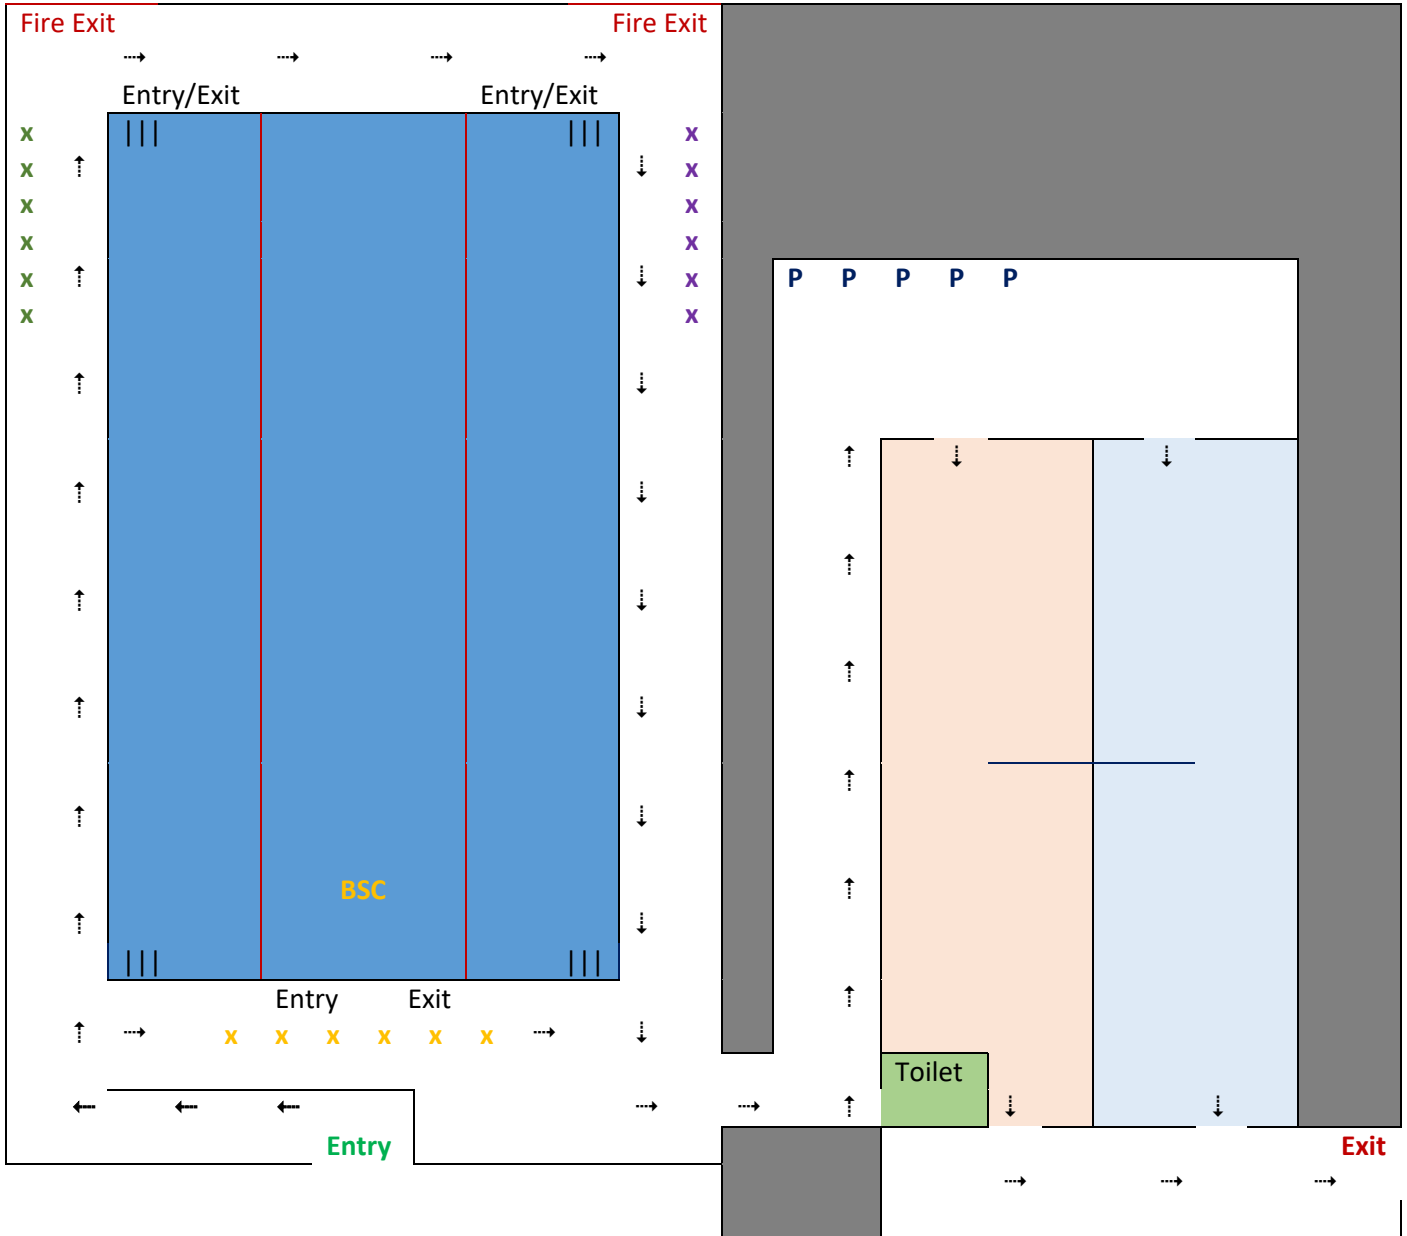 Fire Exit Fire Exit
Entry/Exit Entry/Exit
x x
x x
x x
x x
x P P P P P x
x x
BSC
Entry Exit
x x x x x x
Toilet
Entry
Exit